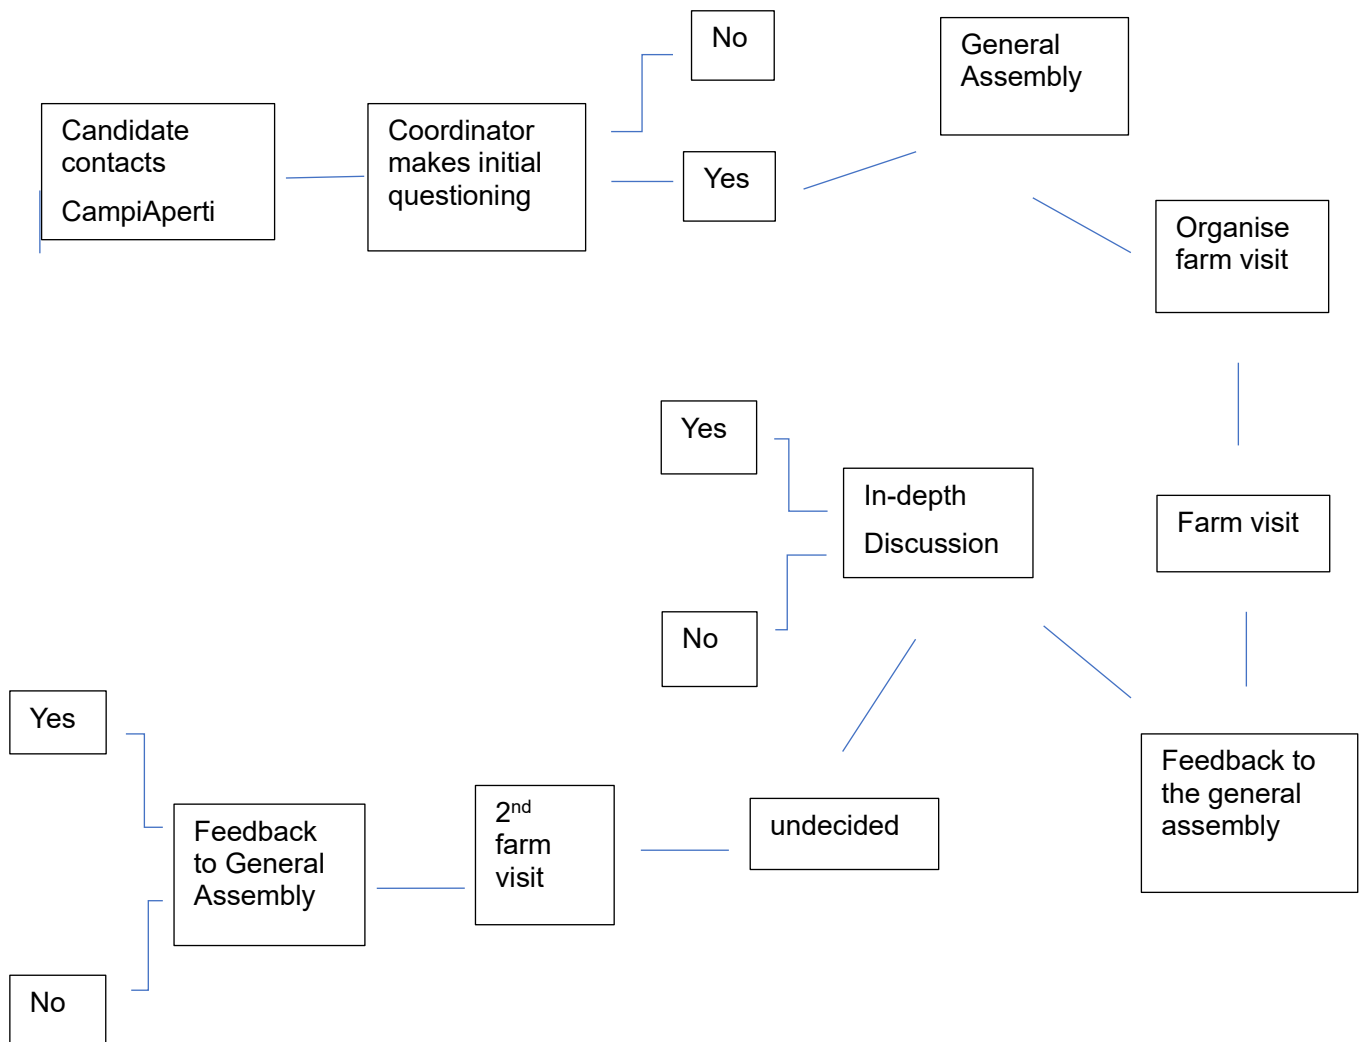 No
General
Assembly
Candidate
contacts
CampiAperti
Coordinator
makes initial
questioning
Yes
Organise
farm visit
Yes
In-depth
Discussion
Farm visit
No
Yes
Feedback to
the general
assembly
2nd
farm
visit
undecided
Feedback
to General
Assembly
No